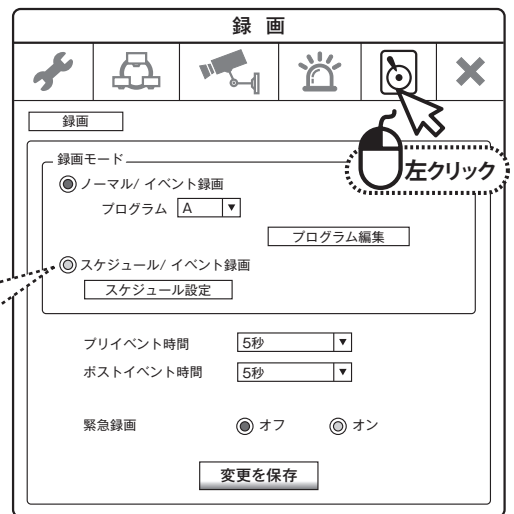 録 画
左クリック
録画
録画モード
ノーマル/ イベント録画
プログラム A
プログラム編集
スケジュール/ イベント録画
スケジュール設定
プリイベント時間 5秒
ポストイベント時間 5秒
緊急録画 オフ オン
変更を保存